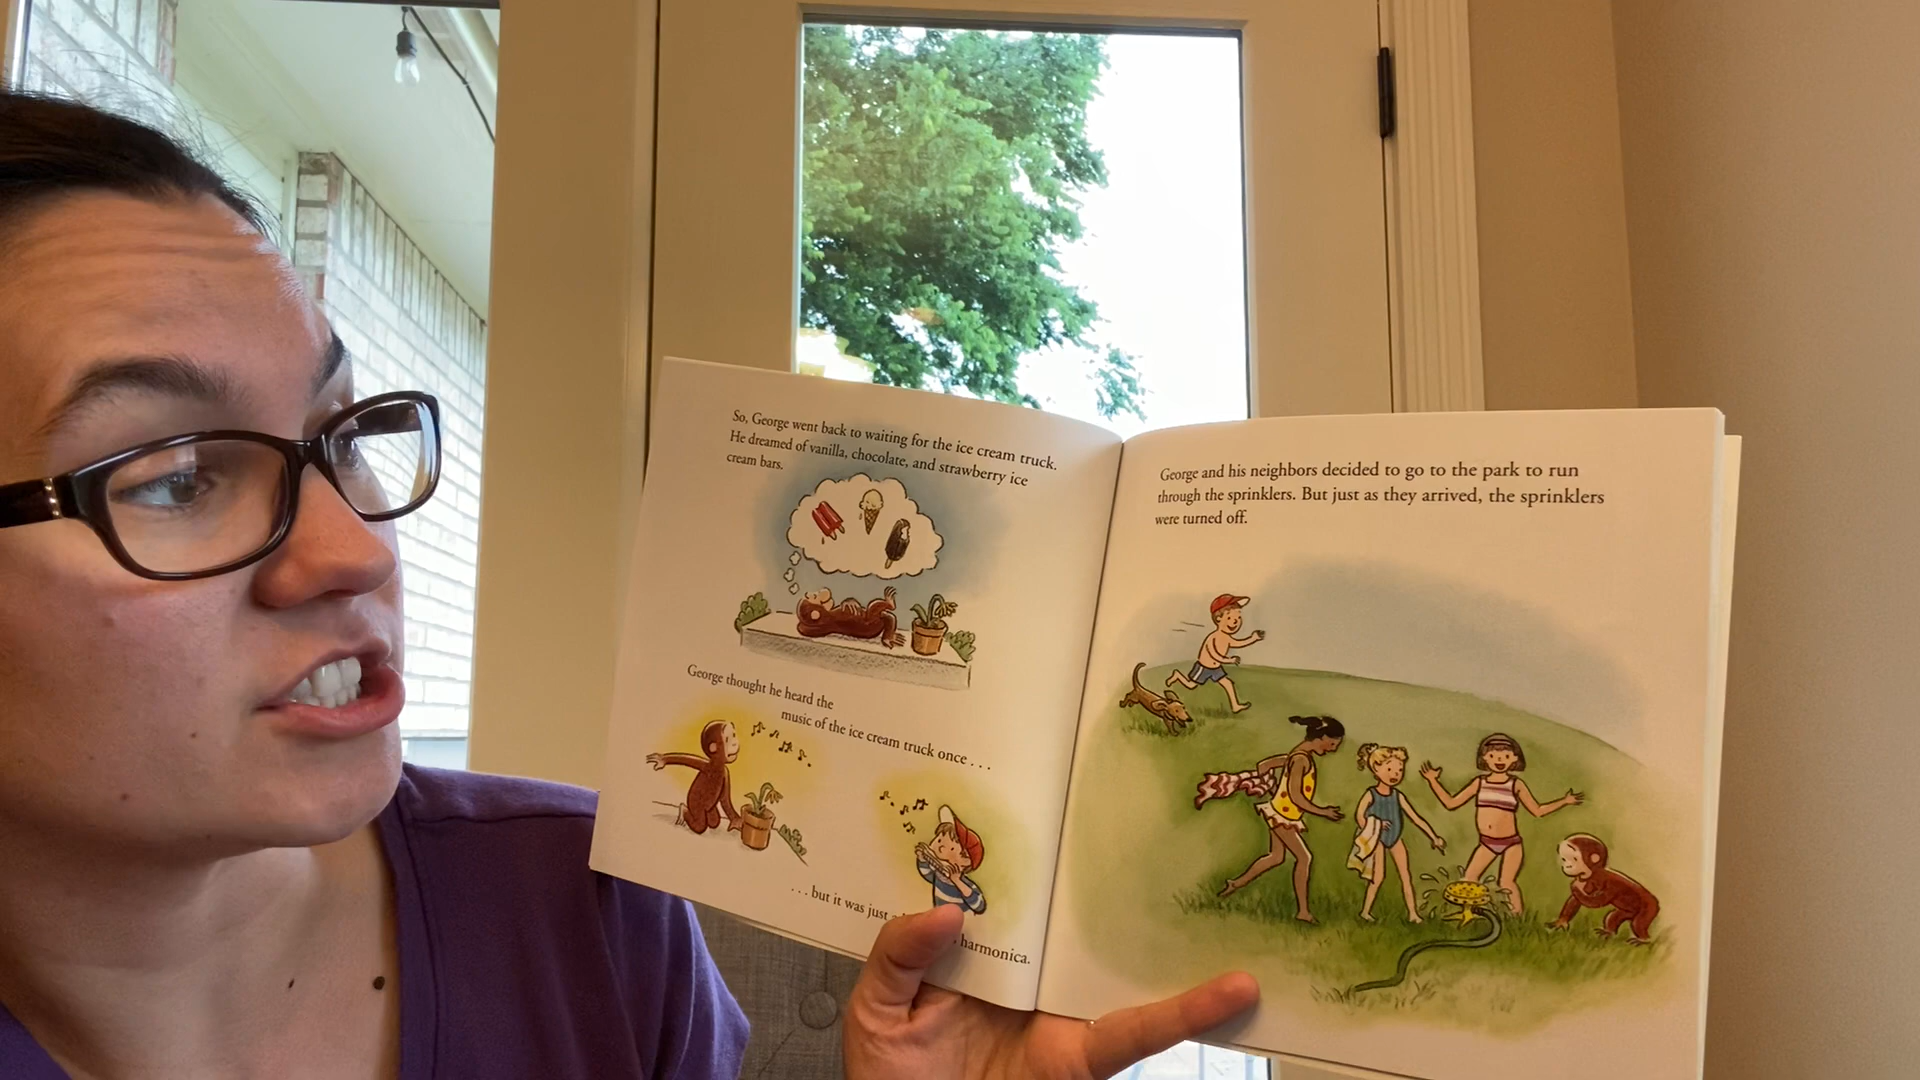 So, George went back to waiting for the ice cream truck.
He dreamed of vanilla, chocolate, and strawberry ice
cream bars.
George thought he heard the
music of the ice cream truck once . . .
. . . but it was just
harmonica.
George and his neighbors decided to go to the park to run
through the sprinklers. But just as they arrived, the sprinklers
were turned off.